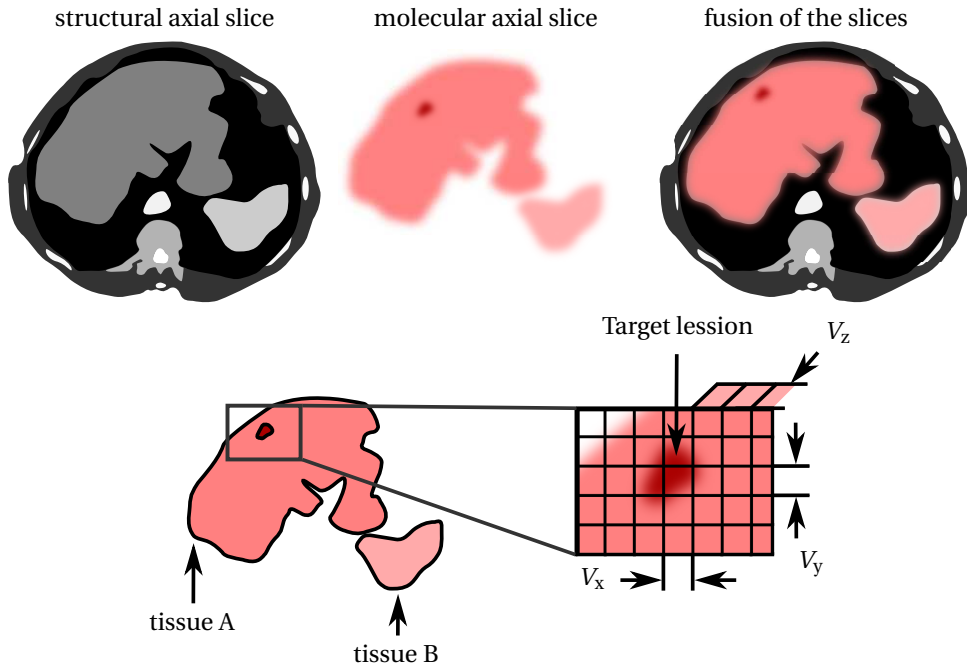 structural axial slice
molecular axial slice
fusion of the slices
Target lession
Vz
Vx
Vy
tissue A
tissue B